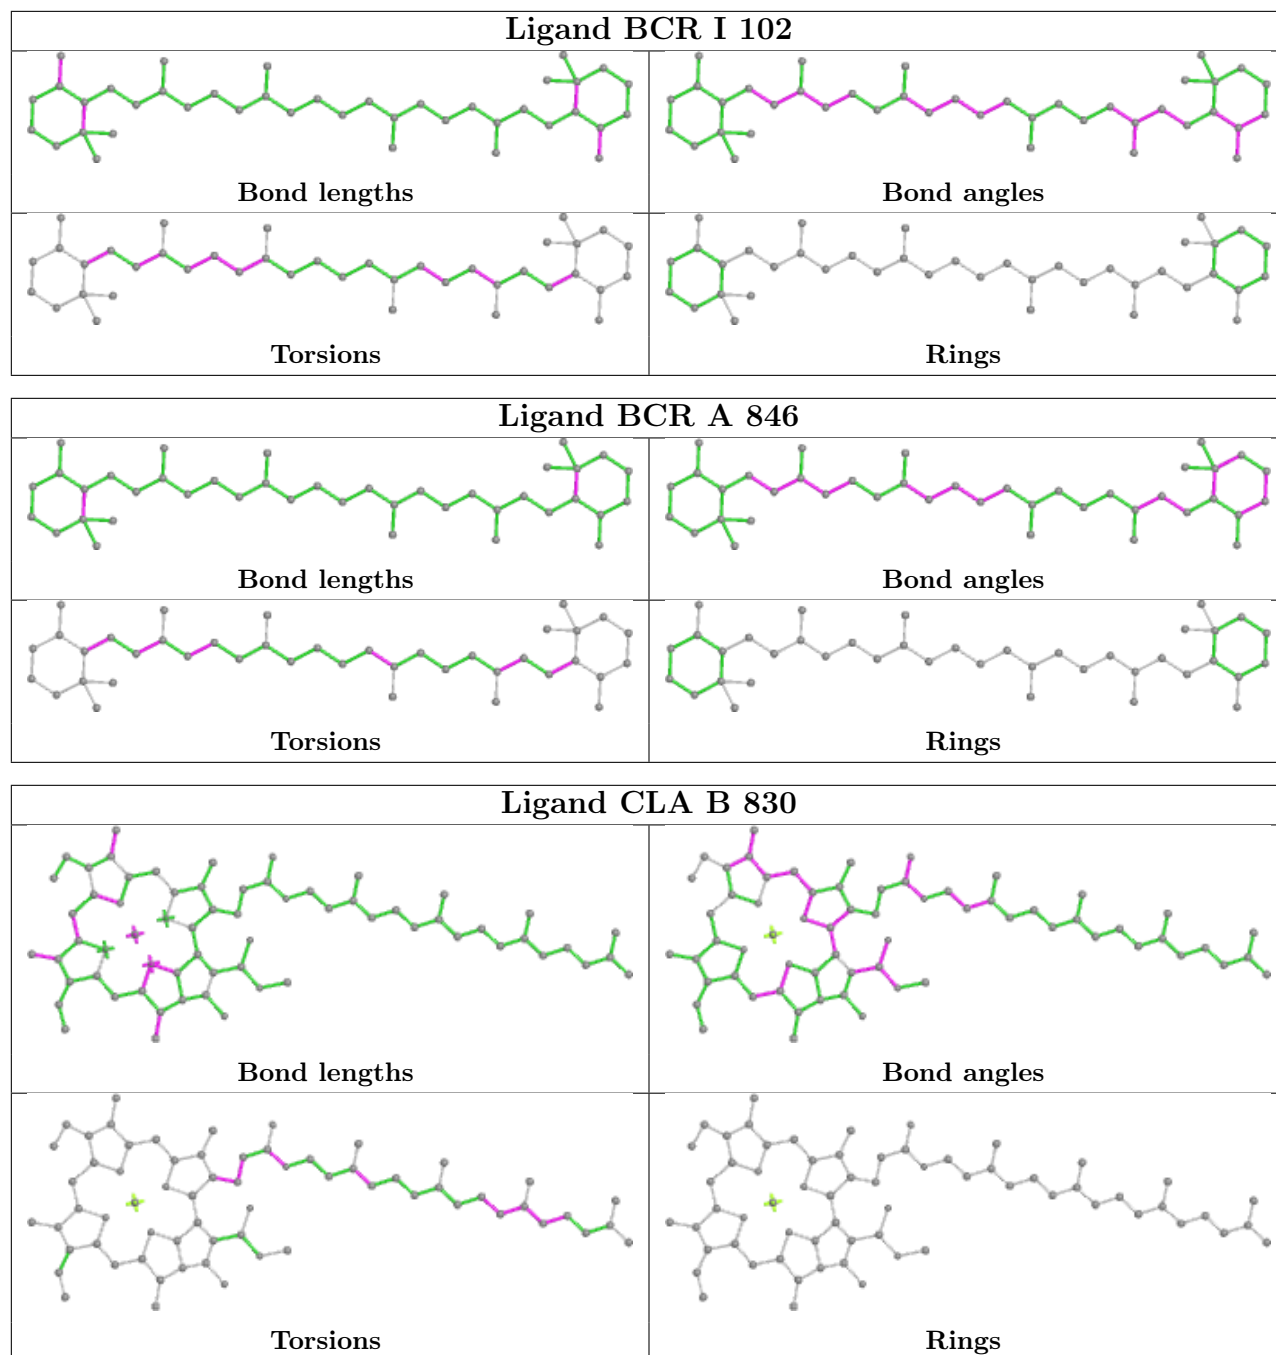 Ligand BCR I 102
Bond lengths
Bond angles
Torsions
Rings
Ligand BCR A 846
Bond lengths
Bond angles
Torsions
Rings
Ligand CLA B 830
Bond lengths
Bond angles
Torsions
Rings